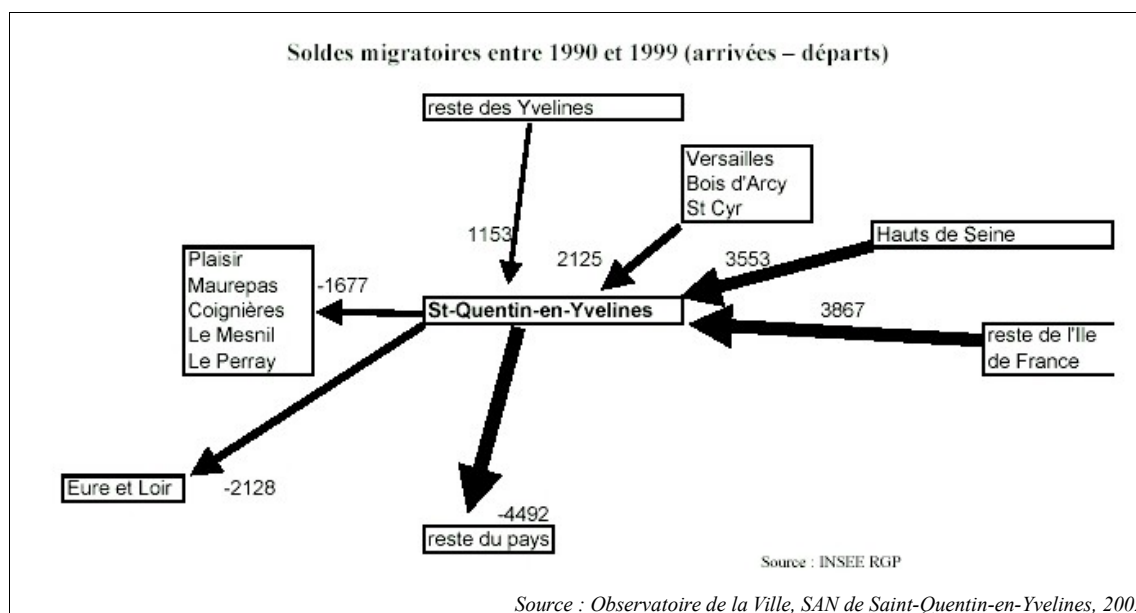 Soldes migratoires entre 1990 et 1999 (arrivées – départs)
reste des Yvelines
Versailles
Bois d'Arcy
St Cyr
1153
2125
3553
Hauts de Seine
Plaisir
Maurepas
Coignières
Le Mesnil
Le Perray
-1677
St-Quentin-en-Yvelines
3867
reste de l'Ile
de France
Eure et Loir
-2128
-4492
reste du pays
Source : INSEE RGP
Source : Observatoire de la Ville, SAN de Saint-Quentin-en-Yvelines,